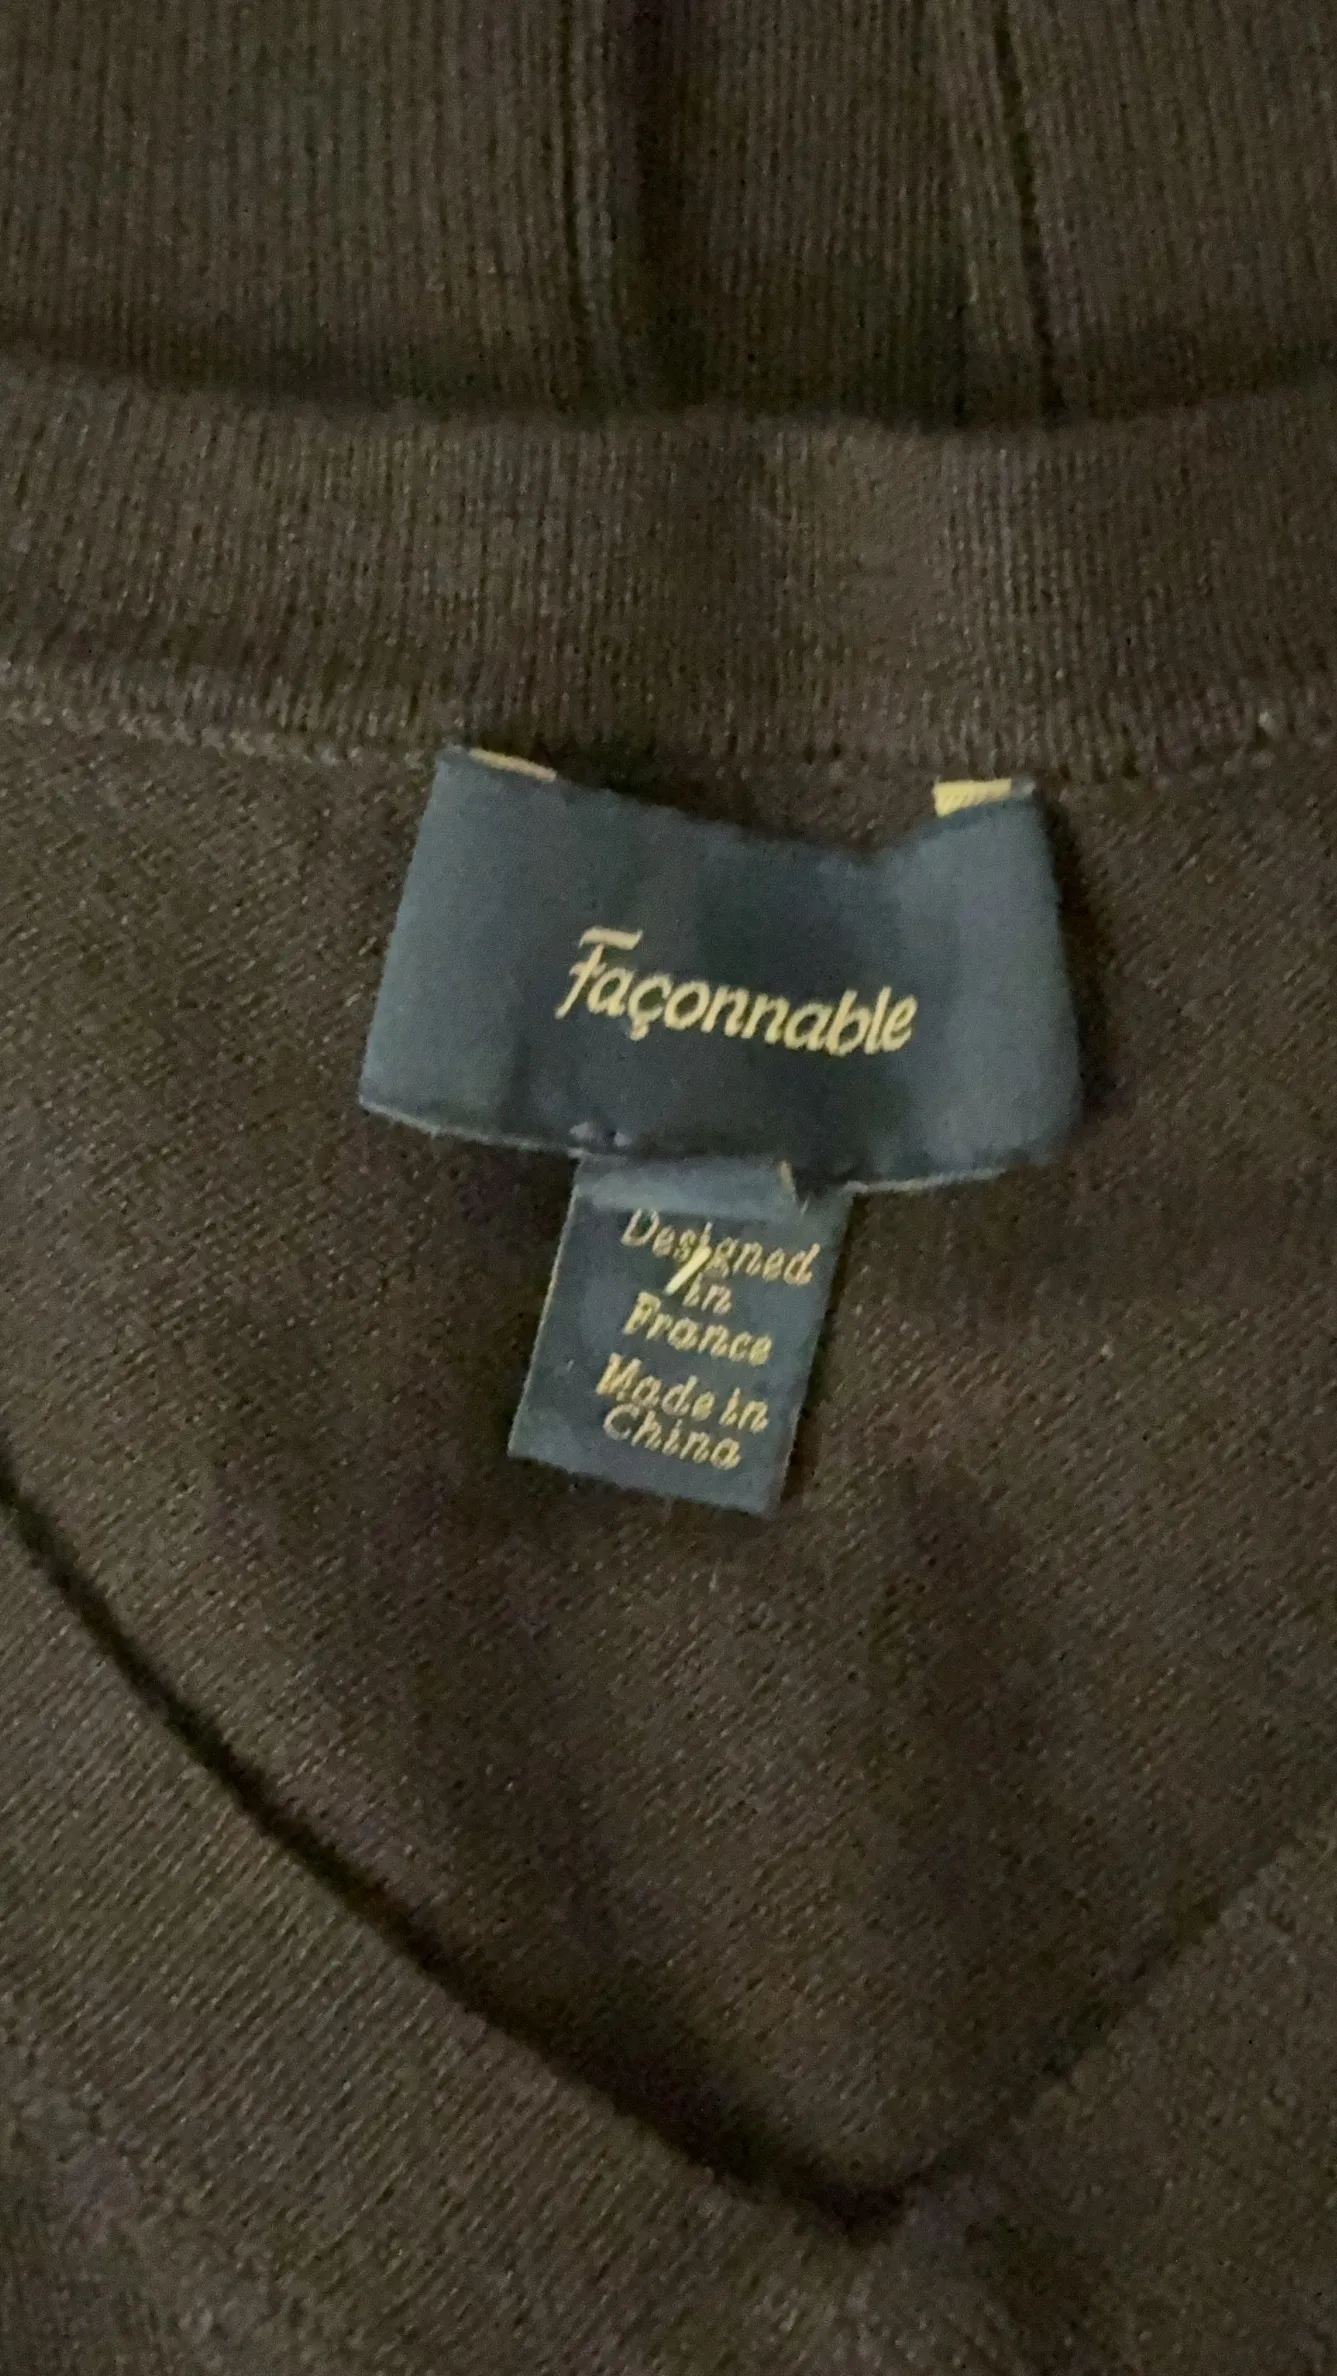 Façonnable
Designed
in
France
Made in
China